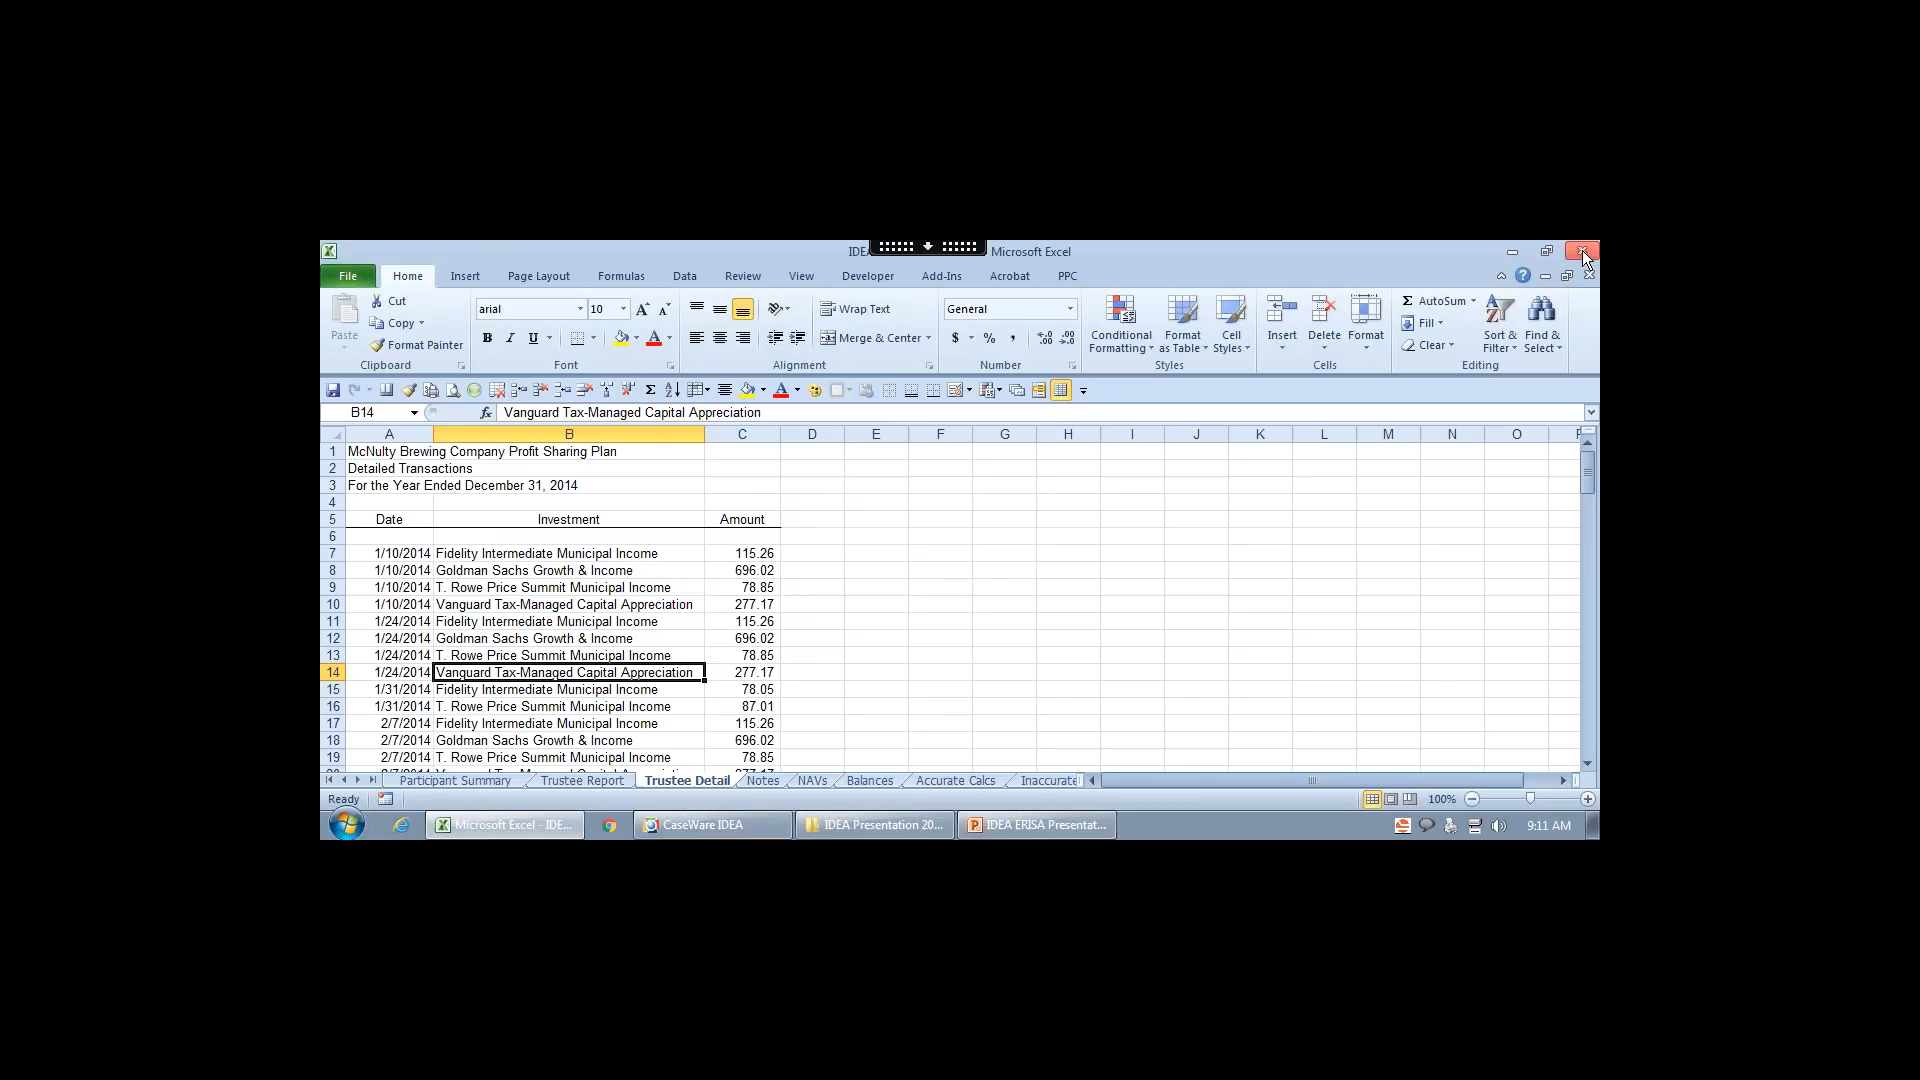 IDEA Microsoft Excel
File Home Insert Page Layout Formulas Data Review View Developer Add-Ins Acrobat PPC
Paste Cut Copy Format Painter
Clipboard
arial 10
B I U
Font
Wrap Text
Merge & Center
Alignment
General
$ % ,
Number
Conditional Formatting Format as Table Cell Styles
Styles
Insert Delete Format
Cells
Σ AutoSum
Fill
Clear
Sort & Filter Find & Select
Editing
B14 fx Vanguard Tax-Managed Capital Appreciation
A B C D E F G H I J K L M N O
1 McNulty Brewing Company Profit Sharing Plan
2 Detailed Transactions
3 For the Year Ended December 31, 2014
4
5 Date Investment Amount
6
7 1/10/2014 Fidelity Intermediate Municipal Income 115.26
8 1/10/2014 Goldman Sachs Growth & Income 696.02
9 1/10/2014 T. Rowe Price Summit Municipal Income 78.85
10 1/10/2014 Vanguard Tax-Managed Capital Appreciation 277.17
11 1/24/2014 Fidelity Intermediate Municipal Income 115.26
12 1/24/2014 Goldman Sachs Growth & Income 696.02
13 1/24/2014 T. Rowe Price Summit Municipal Income 78.85
14 1/24/2014 Vanguard Tax-Managed Capital Appreciation 277.17
15 1/31/2014 Fidelity Intermediate Municipal Income 78.05
16 1/31/2014 T. Rowe Price Summit Municipal Income 87.01
17 2/7/2014 Fidelity Intermediate Municipal Income 115.26
18 2/7/2014 Goldman Sachs Growth & Income 696.02
19 2/7/2014 T. Rowe Price Summit Municipal Income 78.85
Participant Summary Trustee Report Trustee Detail Notes NAVs Balances Accurate Calcs Inaccurate
Ready 100%
Microsoft Excel - IDE... CaseWare IDEA IDEA Presentation 20... IDEA ERISA Presentat... 9:11 AM